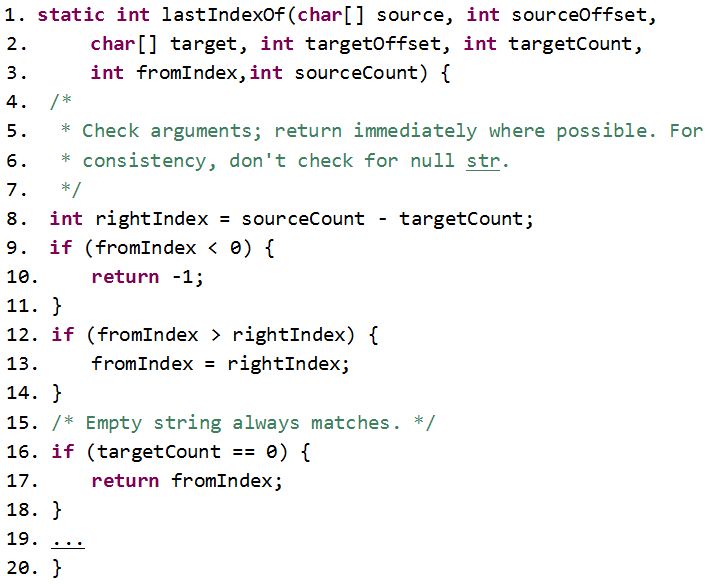 1. static int lastIndexOf(char[] source, int sourceOffset,
2.     char[] target, int targetOffset, int targetCount,
3.     int fromIndex,int sourceCount) {
4.  /*
5.   * Check arguments; return immediately where possible. For
6.   * consistency, don't check for null str.
7.   */
8.  int rightIndex = sourceCount - targetCount;
9.  if (fromIndex < 0) {
10.     return -1;
11. }
12. if (fromIndex > rightIndex) {
13.     fromIndex = rightIndex;
14. }
15. /* Empty string always matches. */
16. if (targetCount == 0) {
17.     return fromIndex;
18. }
19. ...
20. }